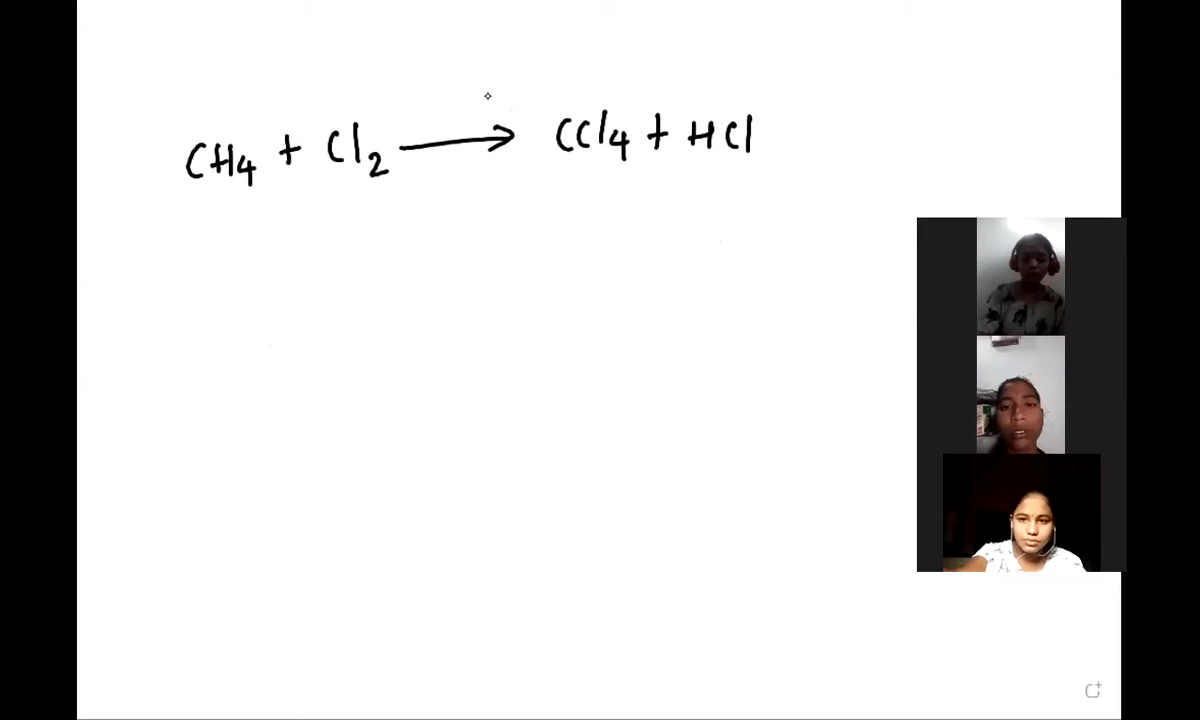 CH4 + Cl2 ⟶ CCl4 + HCl